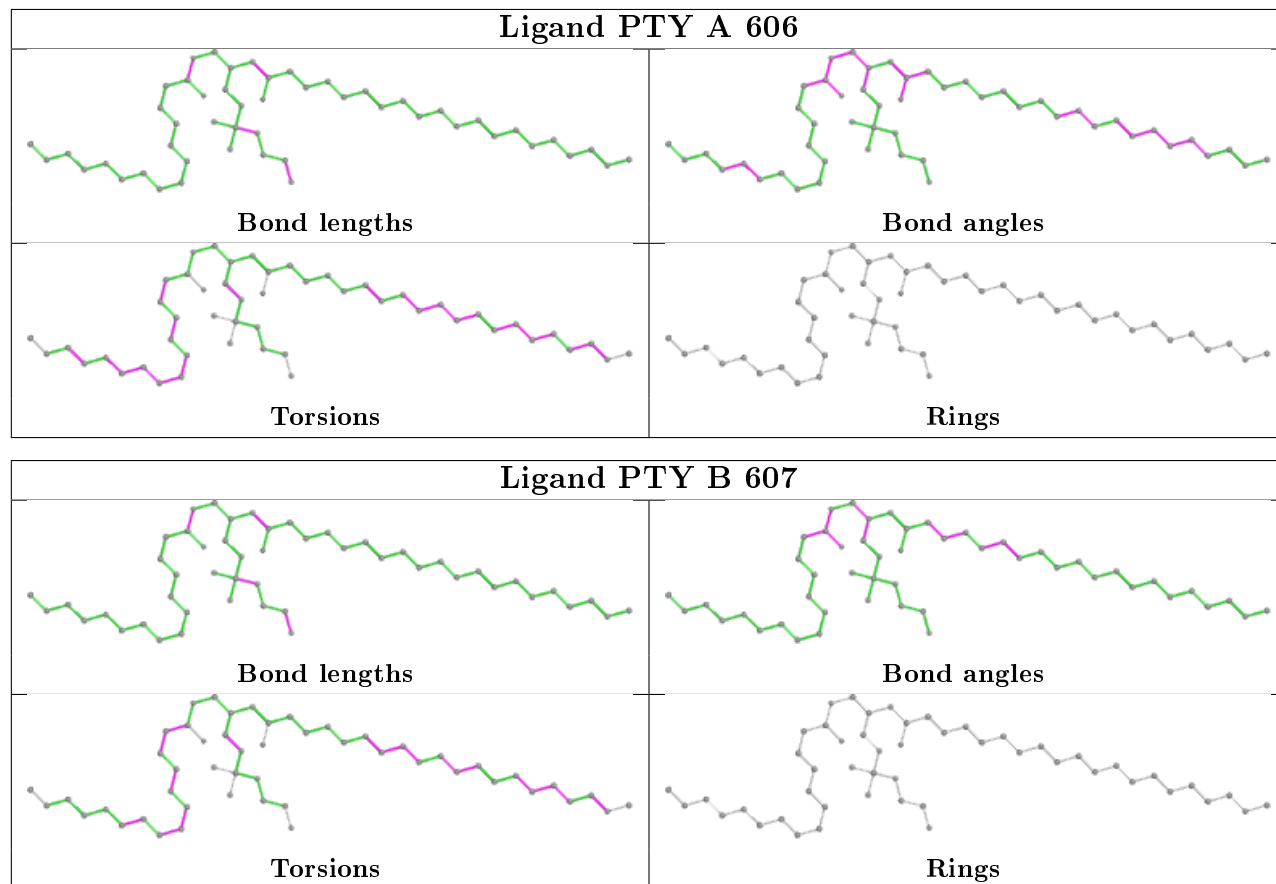 Ligand PTY A 606
Bond lengths
Bond angles
Torsions
Rings
Ligand PTY B 607
Bond lengths
Bond angles
Torsions
Rings